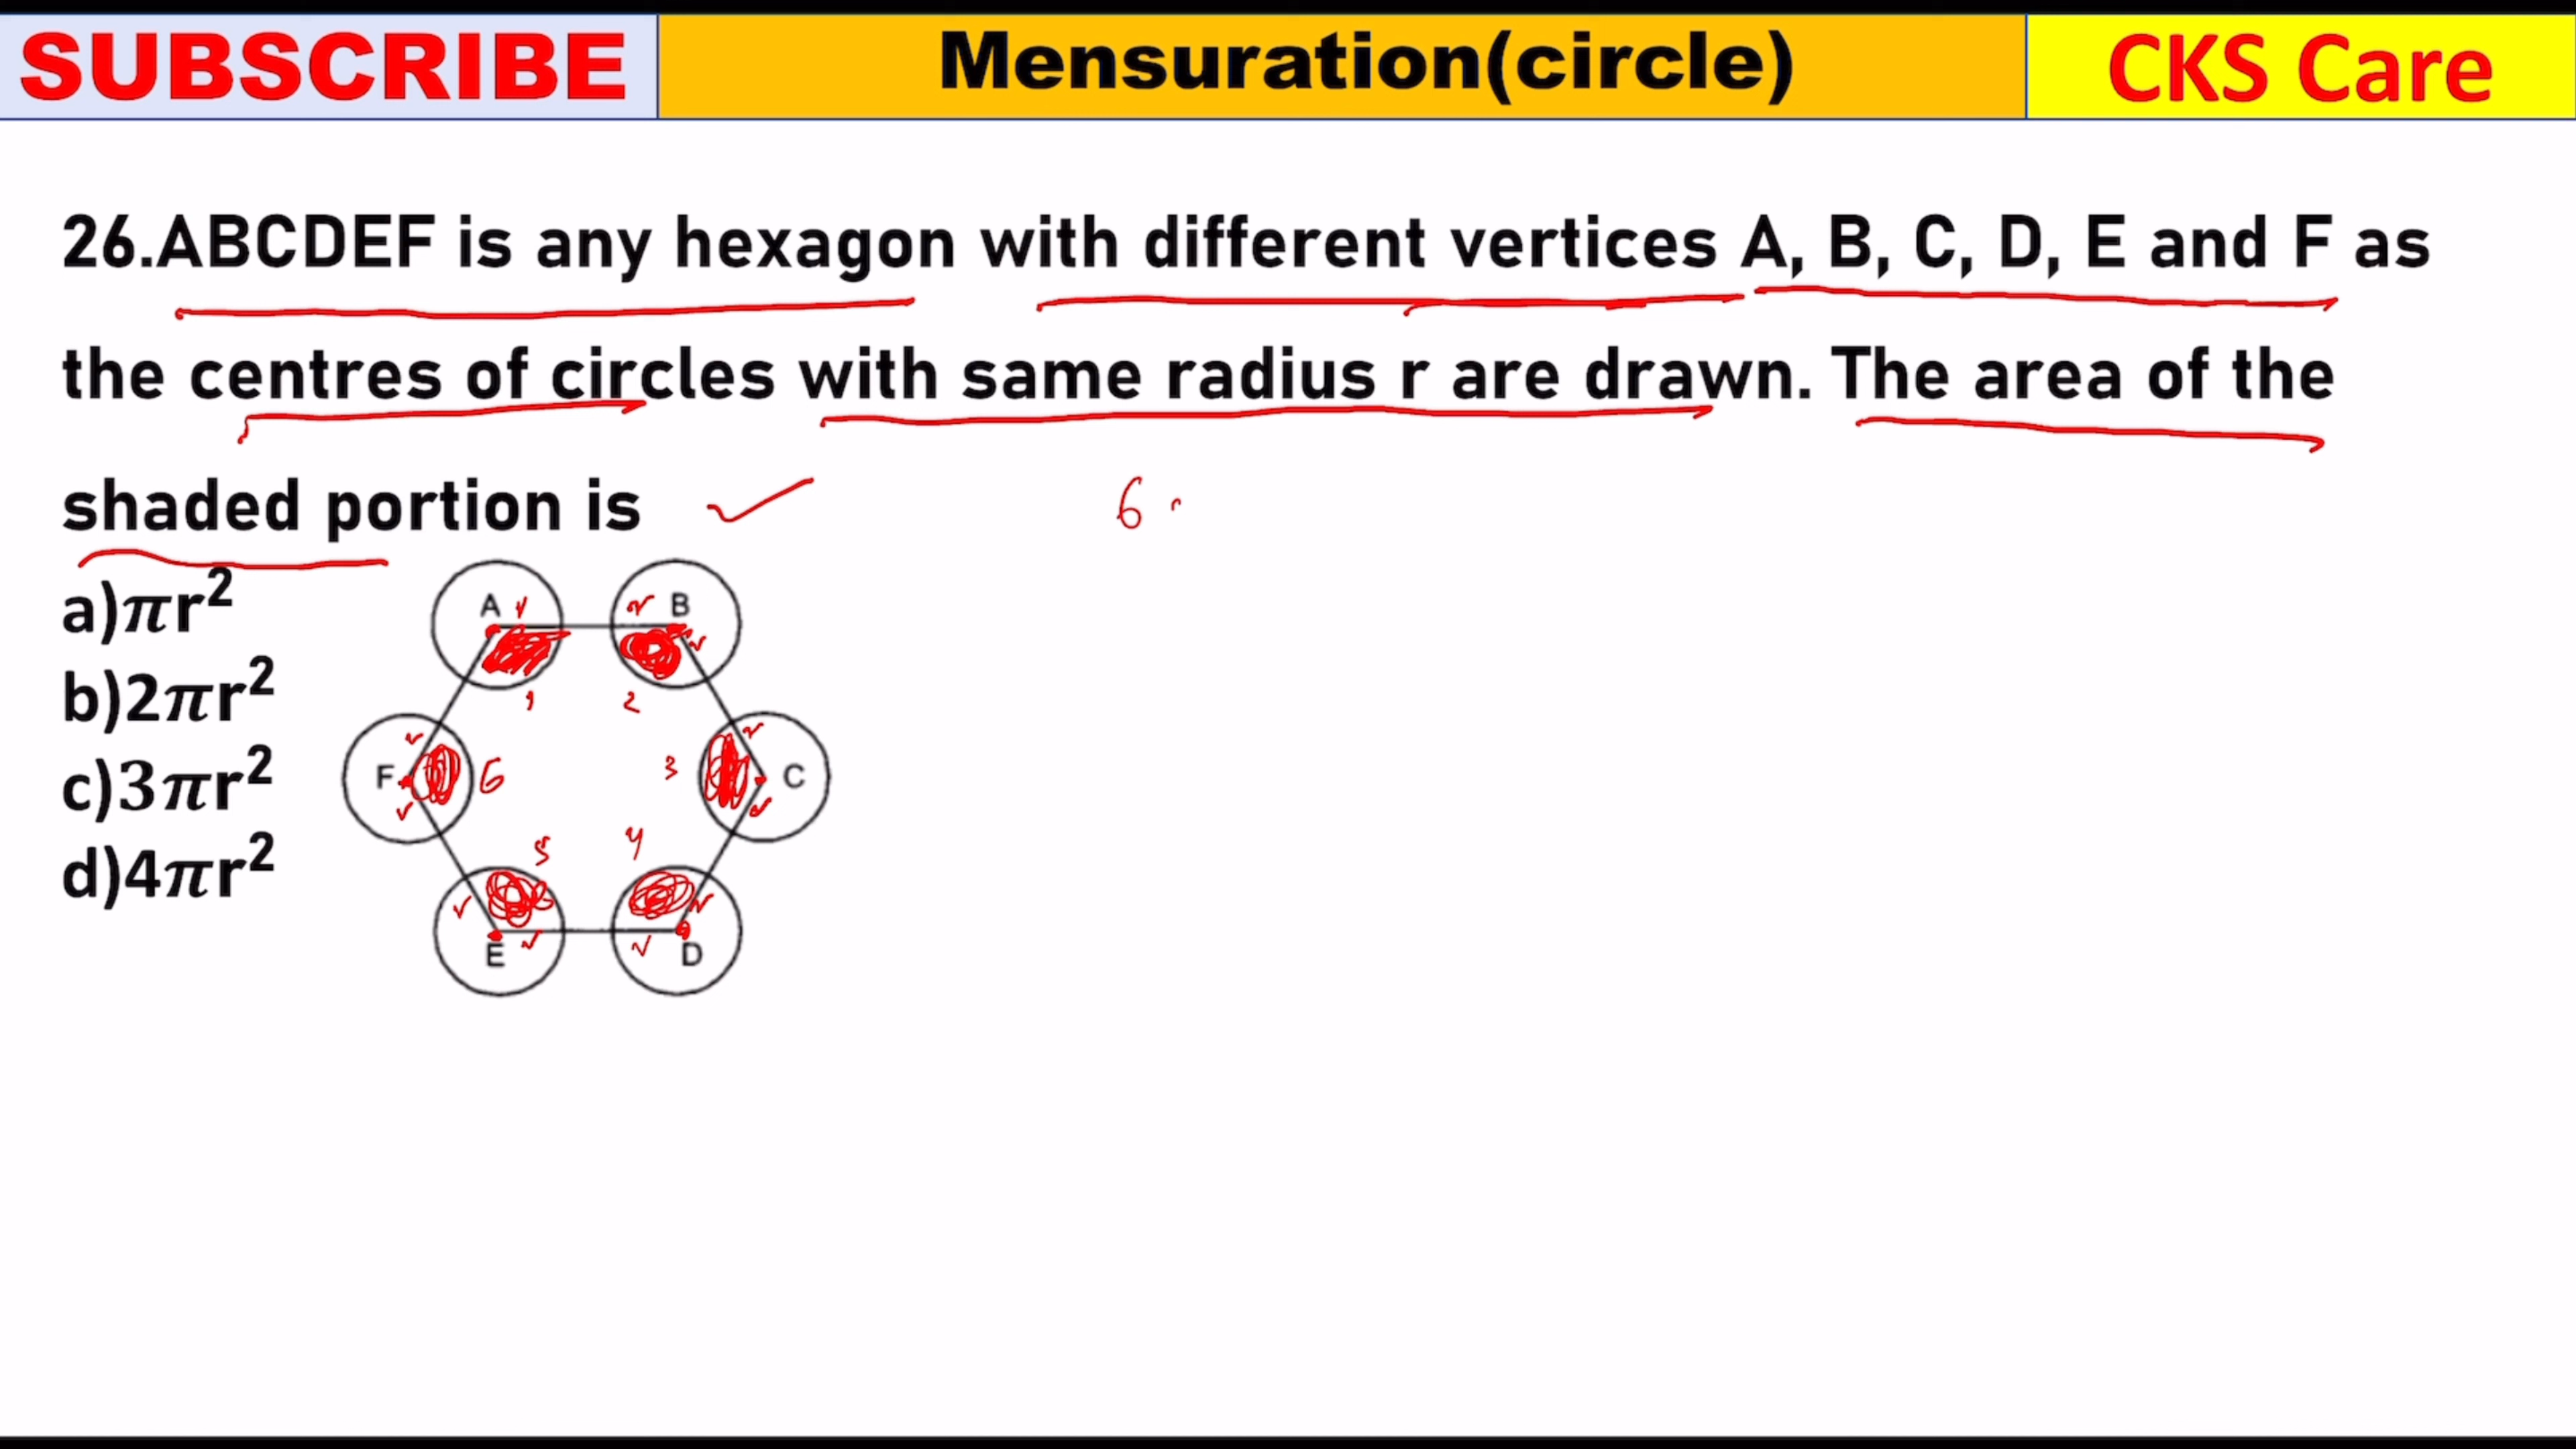 SUBSCRIBE
Mensuration(circle)
CKS Care
26.ABCDEF is any hexagon with different vertices A, B, C, D, E and F as
the centres of circles with same radius r are drawn. The area of the
shaded portion is
6
a)πr²
b)2πr²
c)3πr²
d)4πr²
A r
r B
r
1
2
r
F
6
3
C
r
r
5
4
r
r
E r
r D